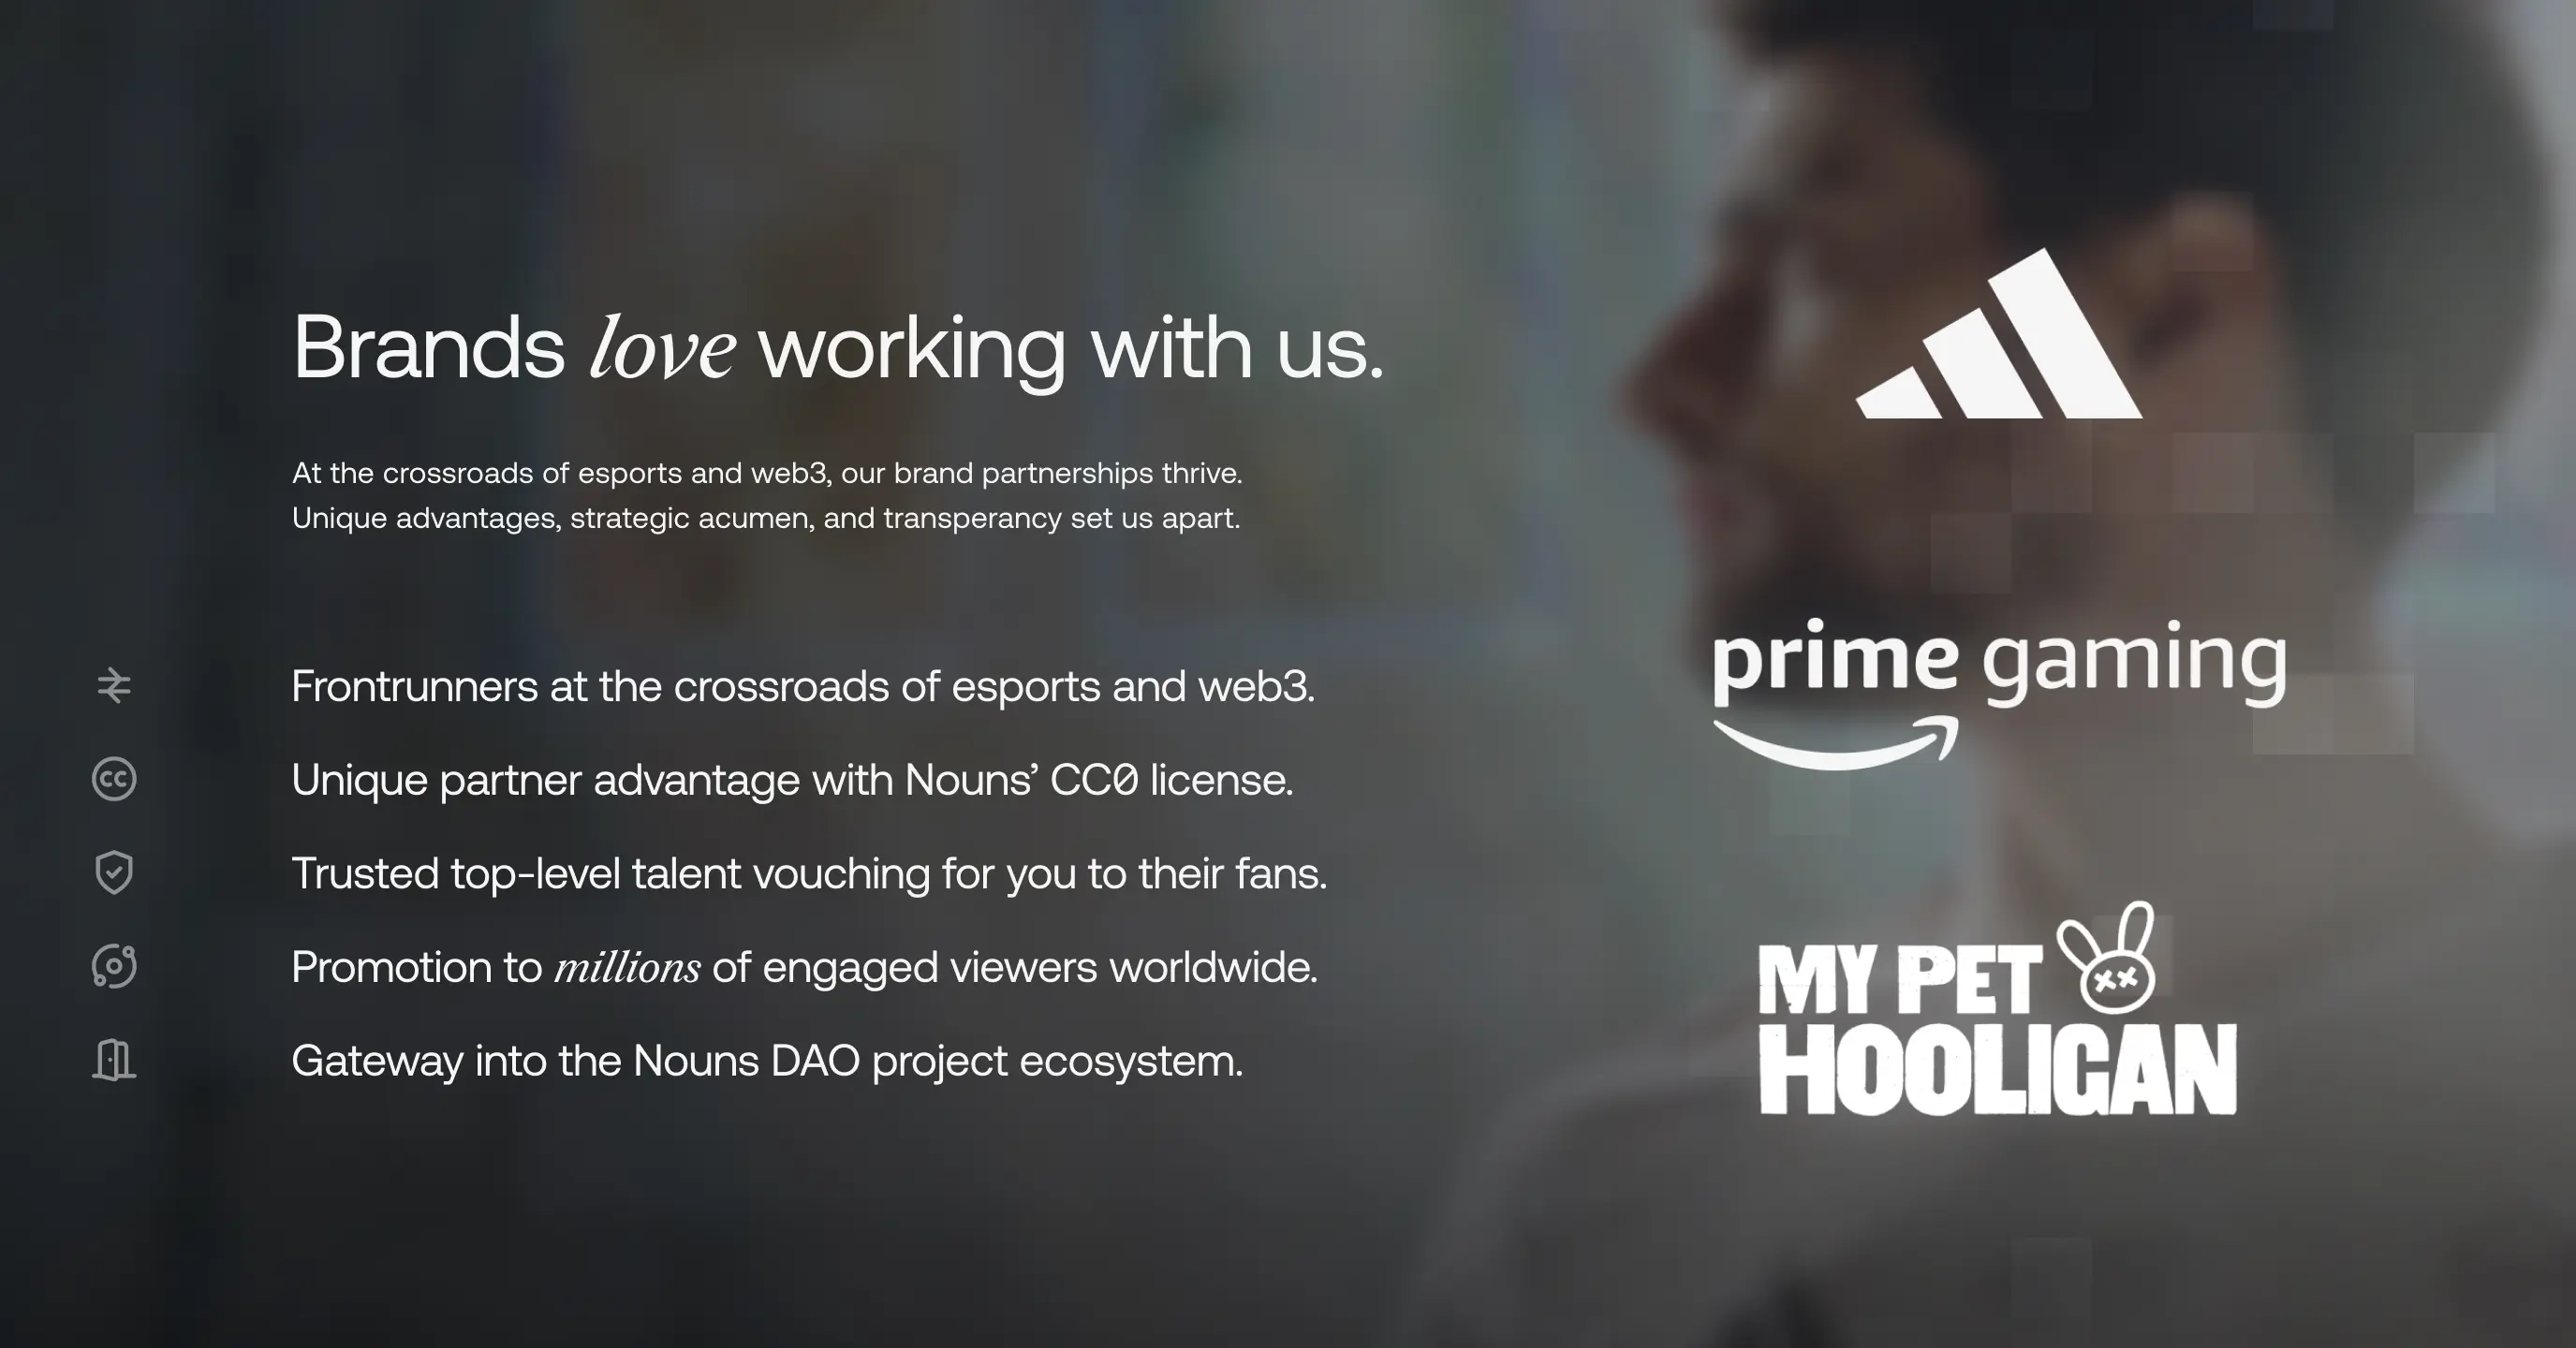 Brands love working with us.
At the crossroads of esports and web3, our brand partnerships thrive.
Unique advantages, strategic acumen, and transperancy set us apart.
Frontrunners at the crossroads of esports and web3.
Unique partner advantage with Nouns’ CC0 license.
Trusted top-level talent vouching for you to their fans.
Promotion to millions of engaged viewers worldwide.
Gateway into the Nouns DAO project ecosystem.
prime gaming
MY PET
HOOLIGAN